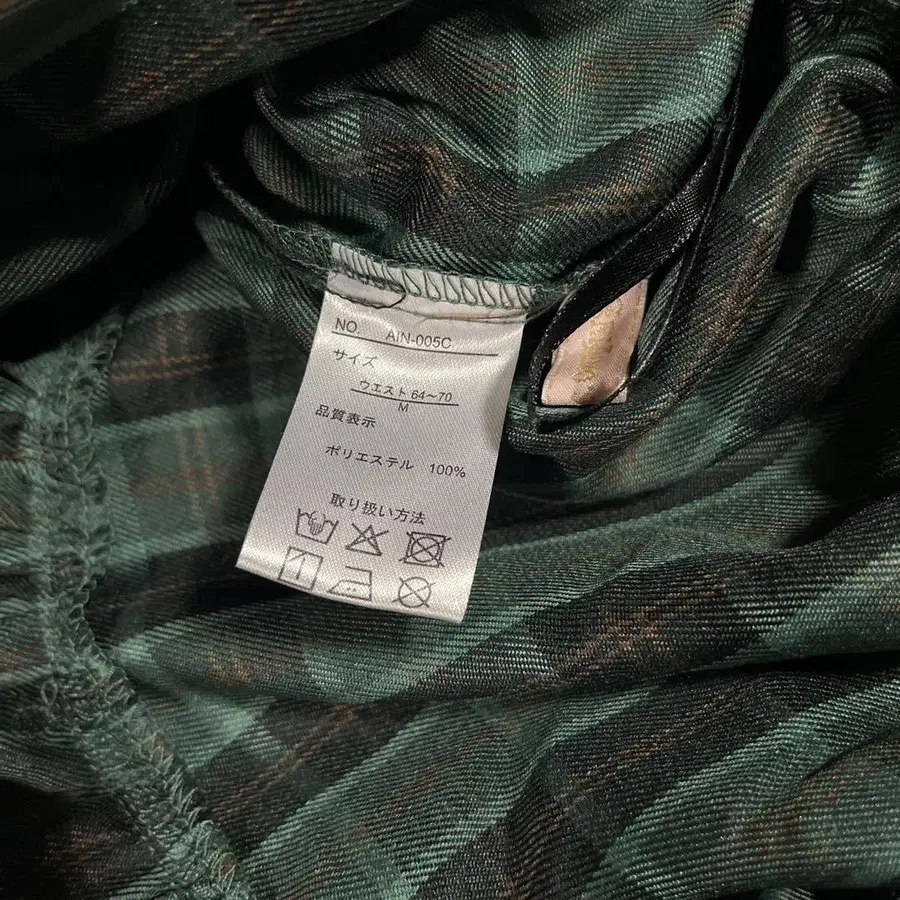 NO. AIN-005C
サイズ
ウエスト 64～70
M
品質表示
ポリエステル 100%
取り扱い方法